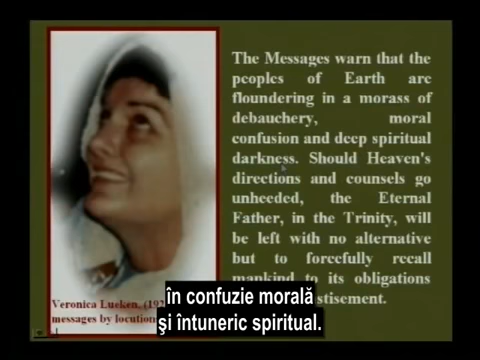 The Messages warn that the
peoples of Earth are
floundering in a morass of
debauchery, moral
confusion and deep spiritual
darkness. Should Heaven's
directions and counsels go
unheeded, the Eternal
Father, in the Trinity, will
be left with no alternative
but to forcefully recall
mankind to its obligations
Veronica Lueken, (192
messages by locution
în confuzie morală
şi întuneric spiritual.